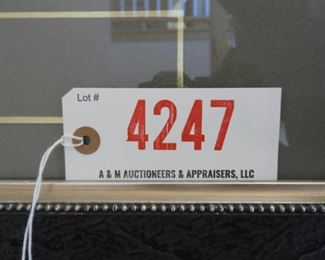 Lot #
4247
A & M AUCTIONEERS & APPRAISERS, LLC